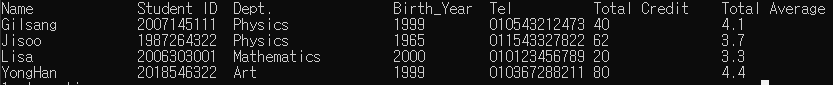 Name Student ID Dept. Birth_Year Tel Total Credit Total Average
Gilsang 2007145111 Physics 1999 010543212473 40 4.1
Jisoo 1987264322 Physics 1965 011543327822 62 3.7
Lisa 2006303001 Mathematics 2000 010123456789 20 3.3
YongHan 2018546322 Art 1999 010367288211 80 4.4